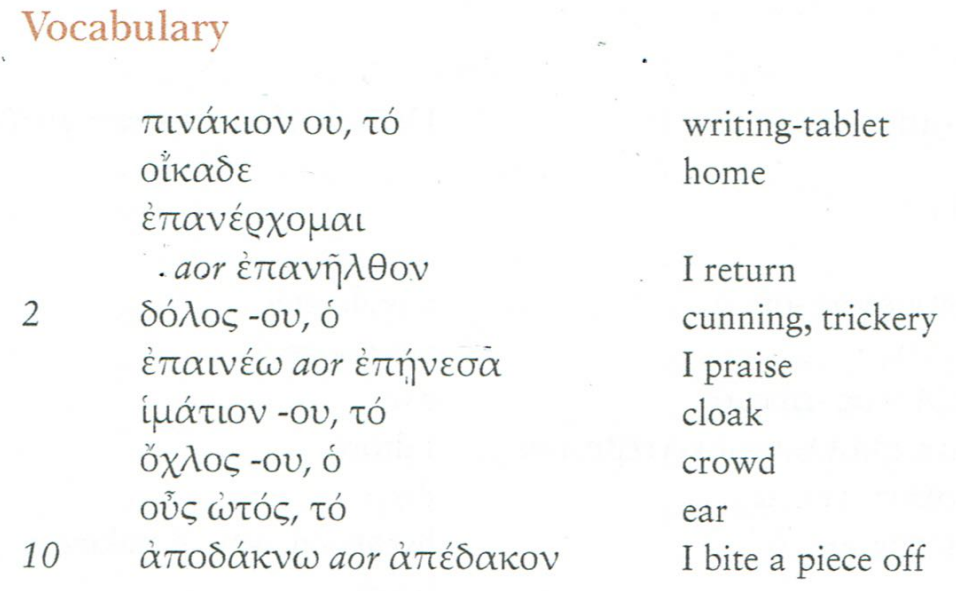 Vocabulary
πινάκιον ου, τό writing-tablet
οἴκαδε home
ἐπανέρχομαι
aor ἐπανῆλθον I return
2 δόλος -ου, ὁ cunning, trickery
ἐπαινέω aor ἐπῄνεσα I praise
ἱμάτιον -ου, τό cloak
ὄχλος -ου, ὁ crowd
οὖς ὠτός, τό ear
10 ἀποδάκνω aor ἀπέδακον I bite a piece off